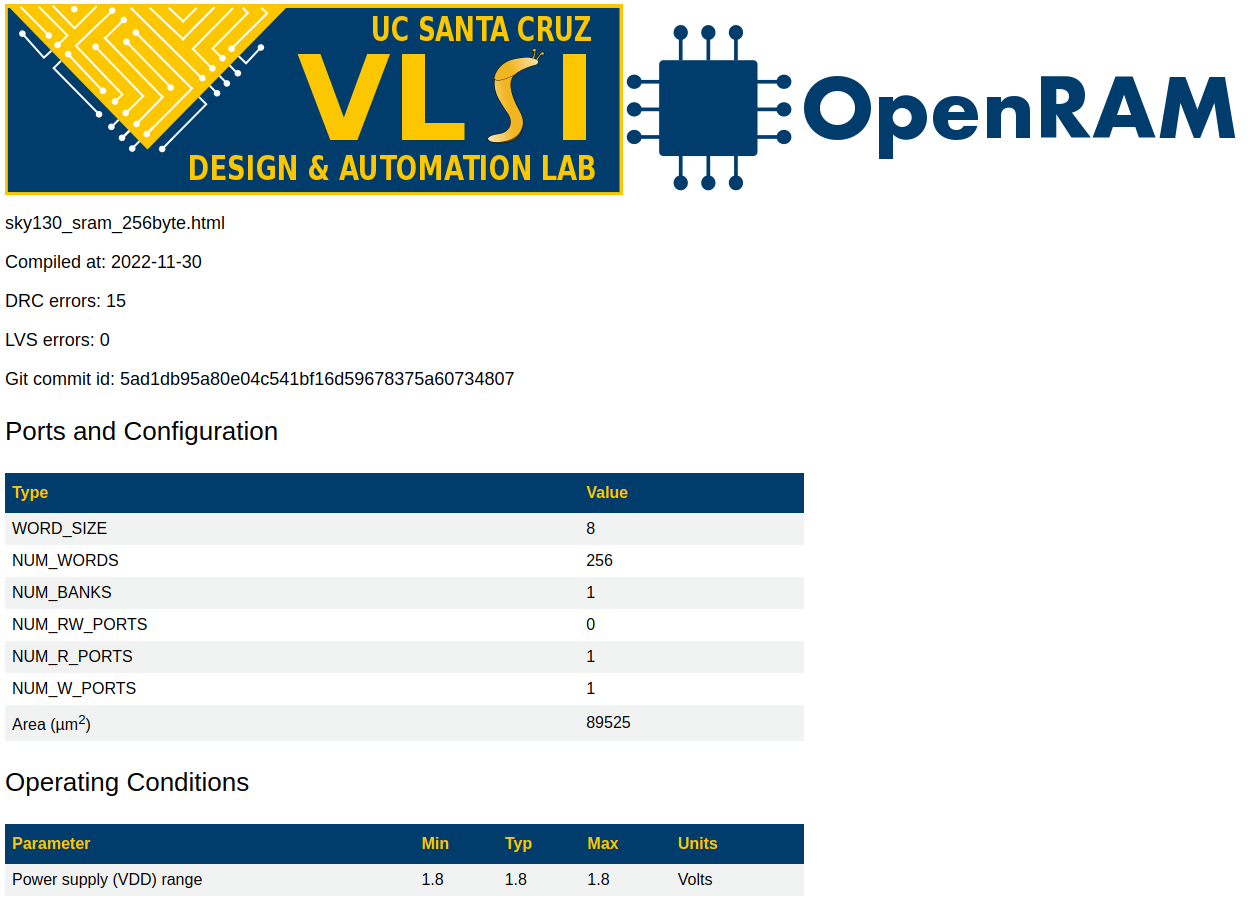 UC SANTA CRUZ
VLSI
DESIGN & AUTOMATION LAB
OpenRAM
sky130_sram_256byte.html
Compiled at: 2022-11-30
DRC errors: 15
LVS errors: 0
Git commit id: 5ad1db95a80e04c541bf16d59678375a60734807
Ports and Configuration
Type Value
WORD_SIZE 8
NUM_WORDS 256
NUM_BANKS 1
NUM_RW_PORTS 0
NUM_R_PORTS 1
NUM_W_PORTS 1
Area (µm²) 89525
Operating Conditions
Parameter Min Typ Max Units
Power supply (VDD) range 1.8 1.8 1.8 Volts